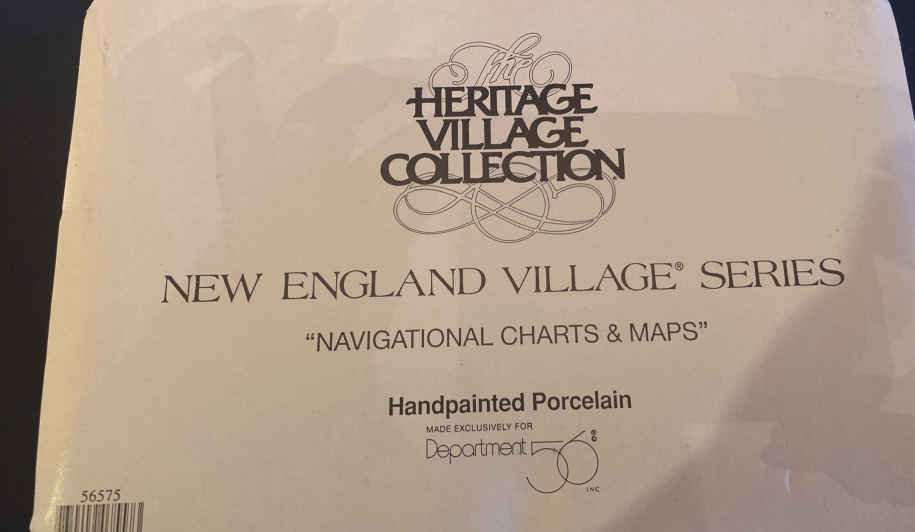 The
HERITAGE
VILLAGE
COLLECTION
NEW ENGLAND VILLAGE® SERIES
“NAVIGATIONAL CHARTS & MAPS”
Handpainted Porcelain
MADE EXCLUSIVELY FOR
Department 56®©
INC
56575